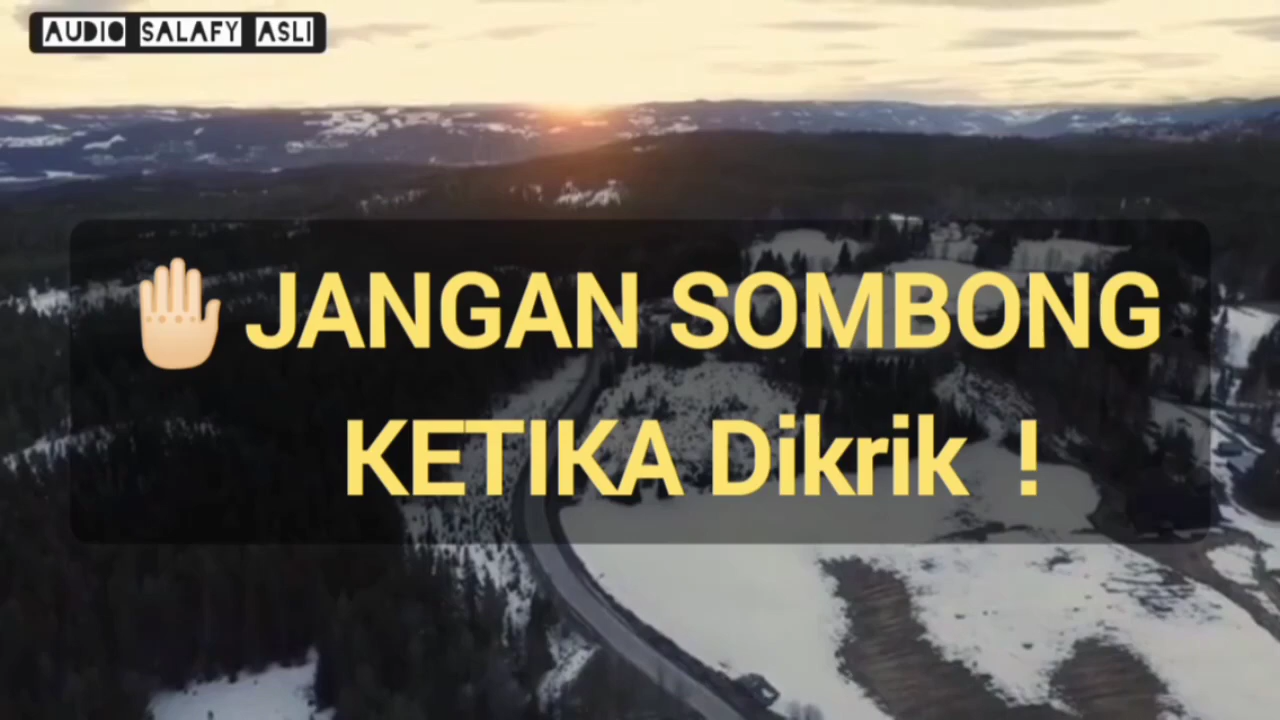 AUDIO SALAFY ASLI
🤚🏻 JANGAN SOMBONG
KETIKA Dikrik !